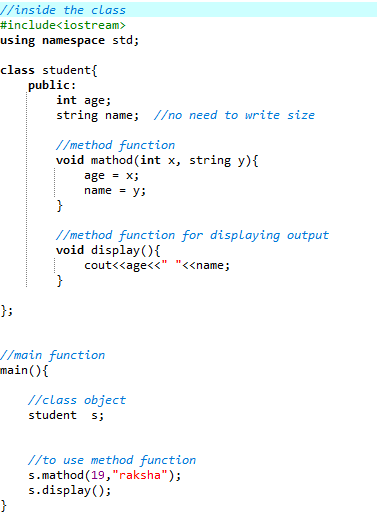 //inside the class
#include<iostream>
using namespace std;
class student{
public:
int age;
string name;  //no need to write size
//method function
void mathod(int x, string y){
age = x;
name = y;
}
//method function for displaying output
void display(){
cout<<age<<" "<<name;
}
};
//main function
main(){
//class object
student  s;
//to use method function
s.mathod(19,"raksha");
s.display();
}